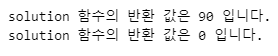 solution 함수의 반환 값은 90 입니다.
solution 함수의 반환 값은 0 입니다.